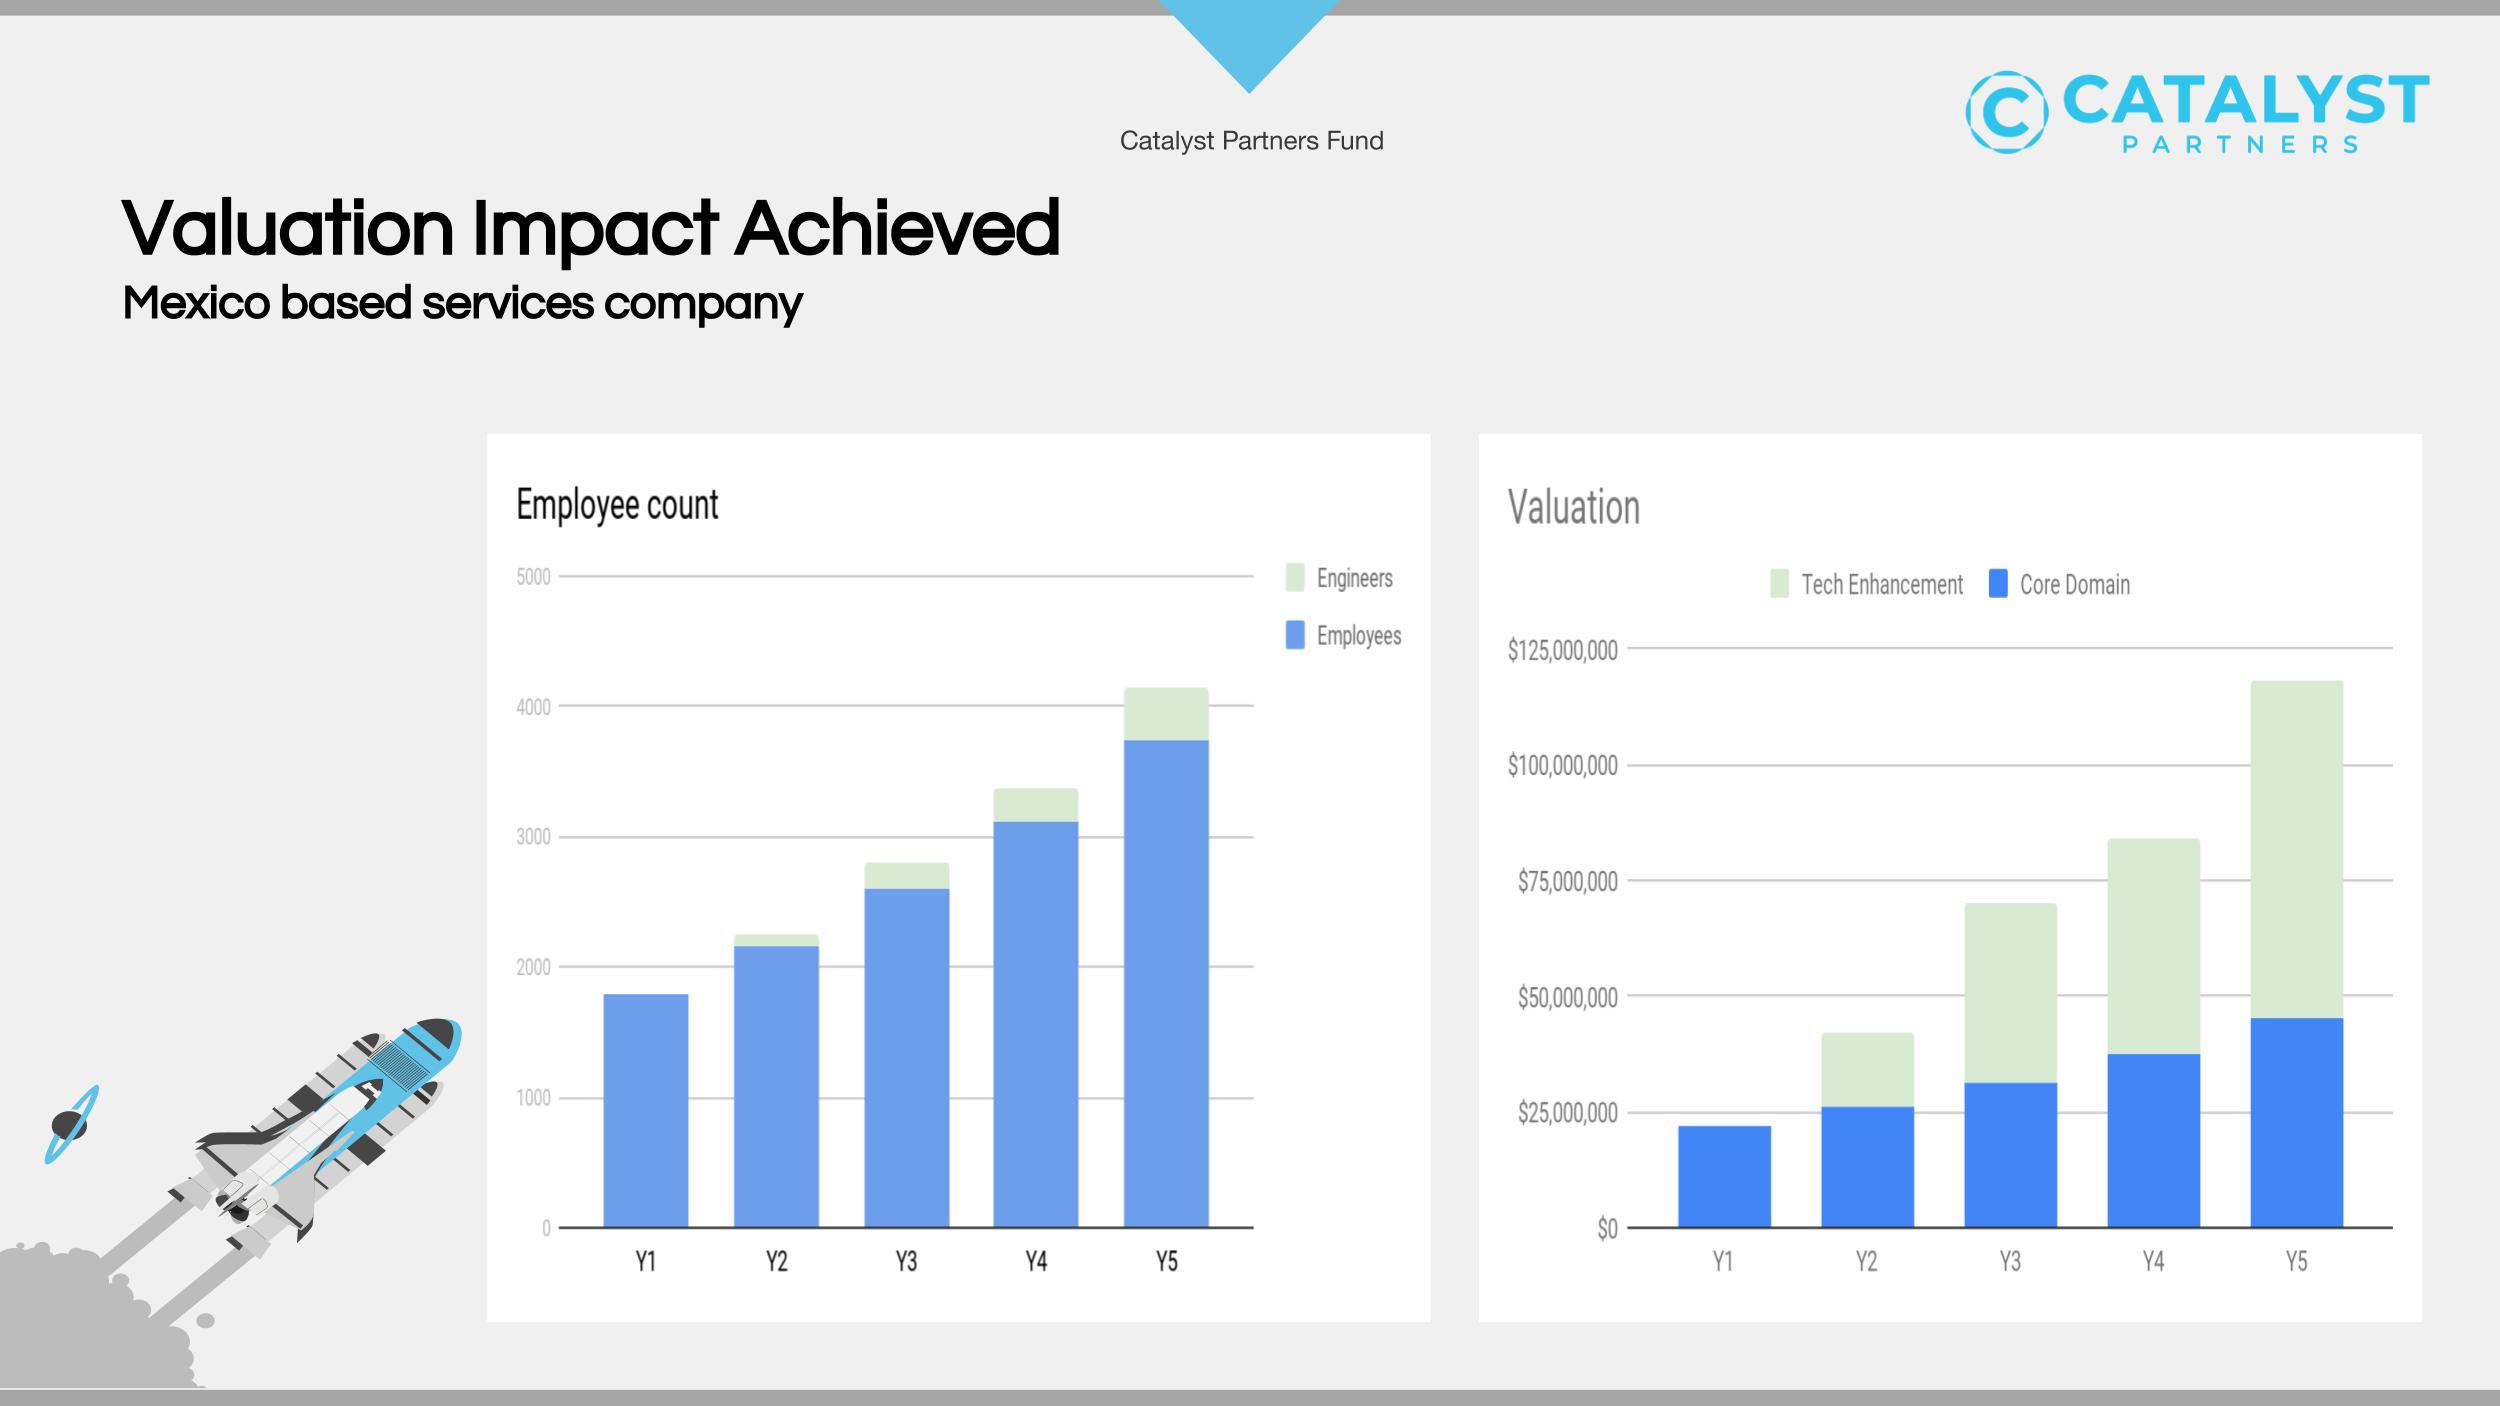 Catalyst Partners Fund
C CATALYST
PARTNERS
Valuation Impact Achieved
Mexico based services company
Employee count
5000
4000
3000
2000
1000
0
Engineers
Employees
Y1 Y2 Y3 Y4 Y5
Valuation
Tech Enhancement Core Domain
$125,000,000
$100,000,000
$75,000,000
$50,000,000
$25,000,000
$0
Y1 Y2 Y3 Y4 Y5